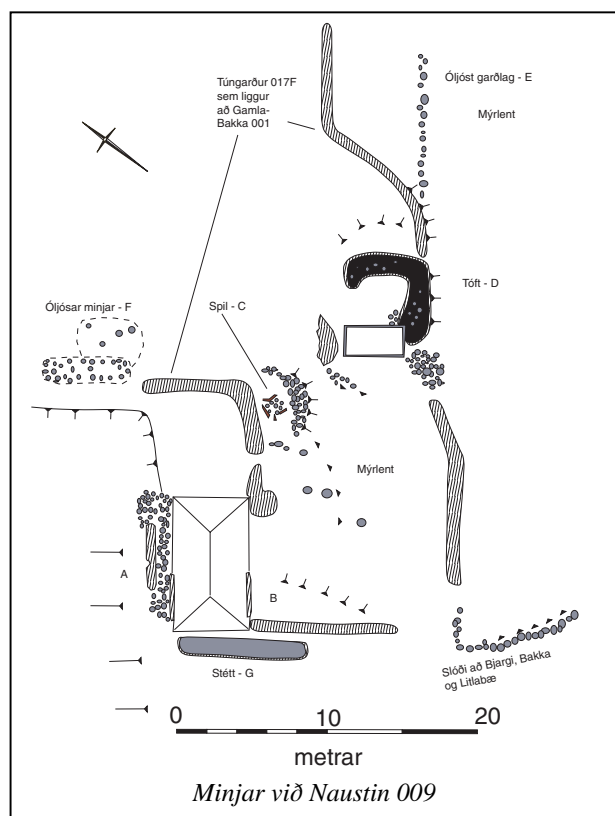 Túngarður 017F
sem liggur
að Gamla-
Bakka 001
Óljóst garðlag - E
Mýrlent
Tóft - D
Óljósar minjar - F
Spil - C
Mýrlent
A
B
Stétt - G
Slóði að Bjargi, Bakka
og Litlabæ
0 10 20
metrar
Minjar við Naustin 009